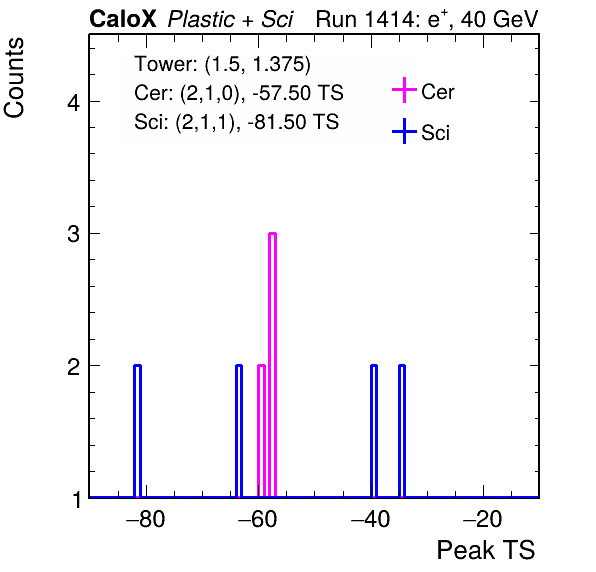 CaloX Plastic + Sci Run 1414: e⁺, 40 GeV
Counts
Tower: (1.5, 1.375)
Cer: (2,1,0), -57.50 TS
Sci: (2,1,1), -81.50 TS
Cer
Sci
4
3
2
1
−80 −60 −40 −20
Peak TS